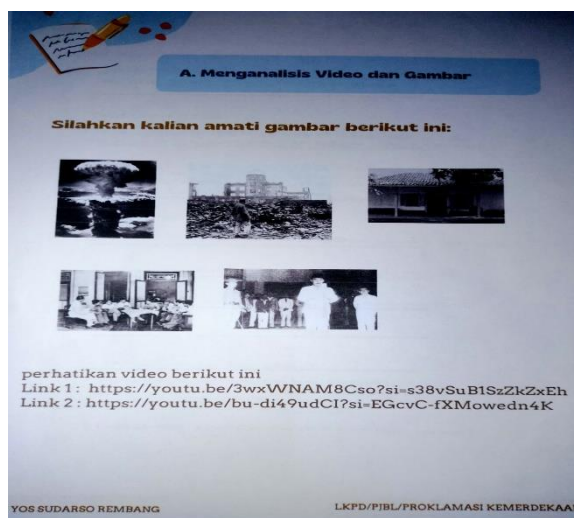 A. Menganalisis Video dan Gambar
Silahkan kalian amati gambar berikut ini:
perhatikan video berikut ini
Link 1 : https://youtu.be/3wxWNAM8Cso?si=s38vSuB1SzZkZxEh
Link 2 : https://youtu.be/bu-di49udCI?si=EGcvC-fXMowedn4K
YOS SUDARSO REMBANG
LKPD/PJBL/PROKLAMASI KEMERDEKAA